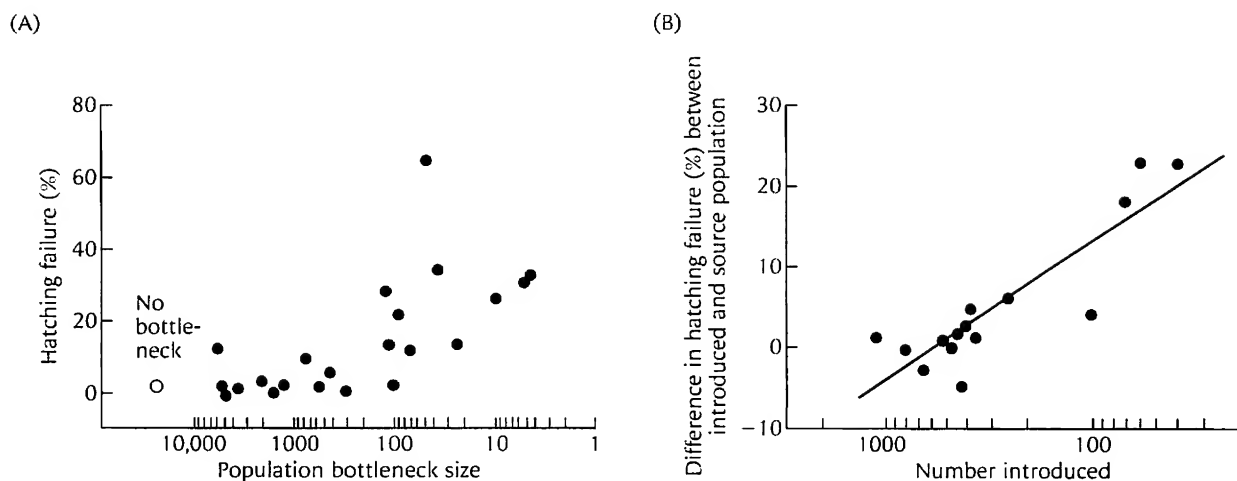 (A)
80
60
40
20
0
Hatching failure (%)
No
bottle-
neck
10,000
1000
100
10
1
Population bottleneck size
(B)
Difference in hatching failure (%) between
introduced and source population
30
20
10
0
-10
1000
100
Number introduced